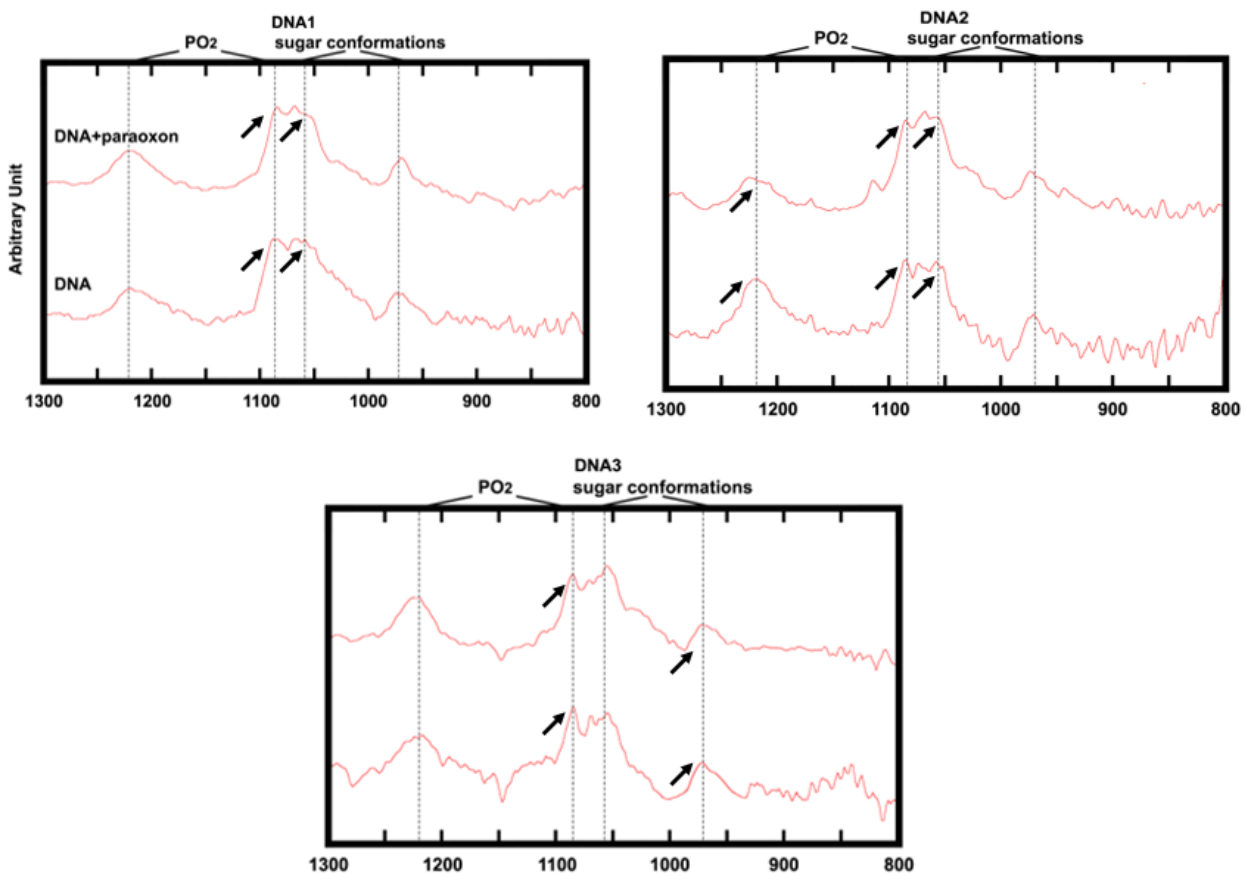 DNA1
PO2 sugar conformations
DNA+paraoxon
DNA
Arbitrary Unit
1300 1200 1100 1000 900 800
DNA2
PO2 sugar conformations
1300 1200 1100 1000 900 800
DNA3
PO2 sugar conformations
1300 1200 1100 1000 900 800